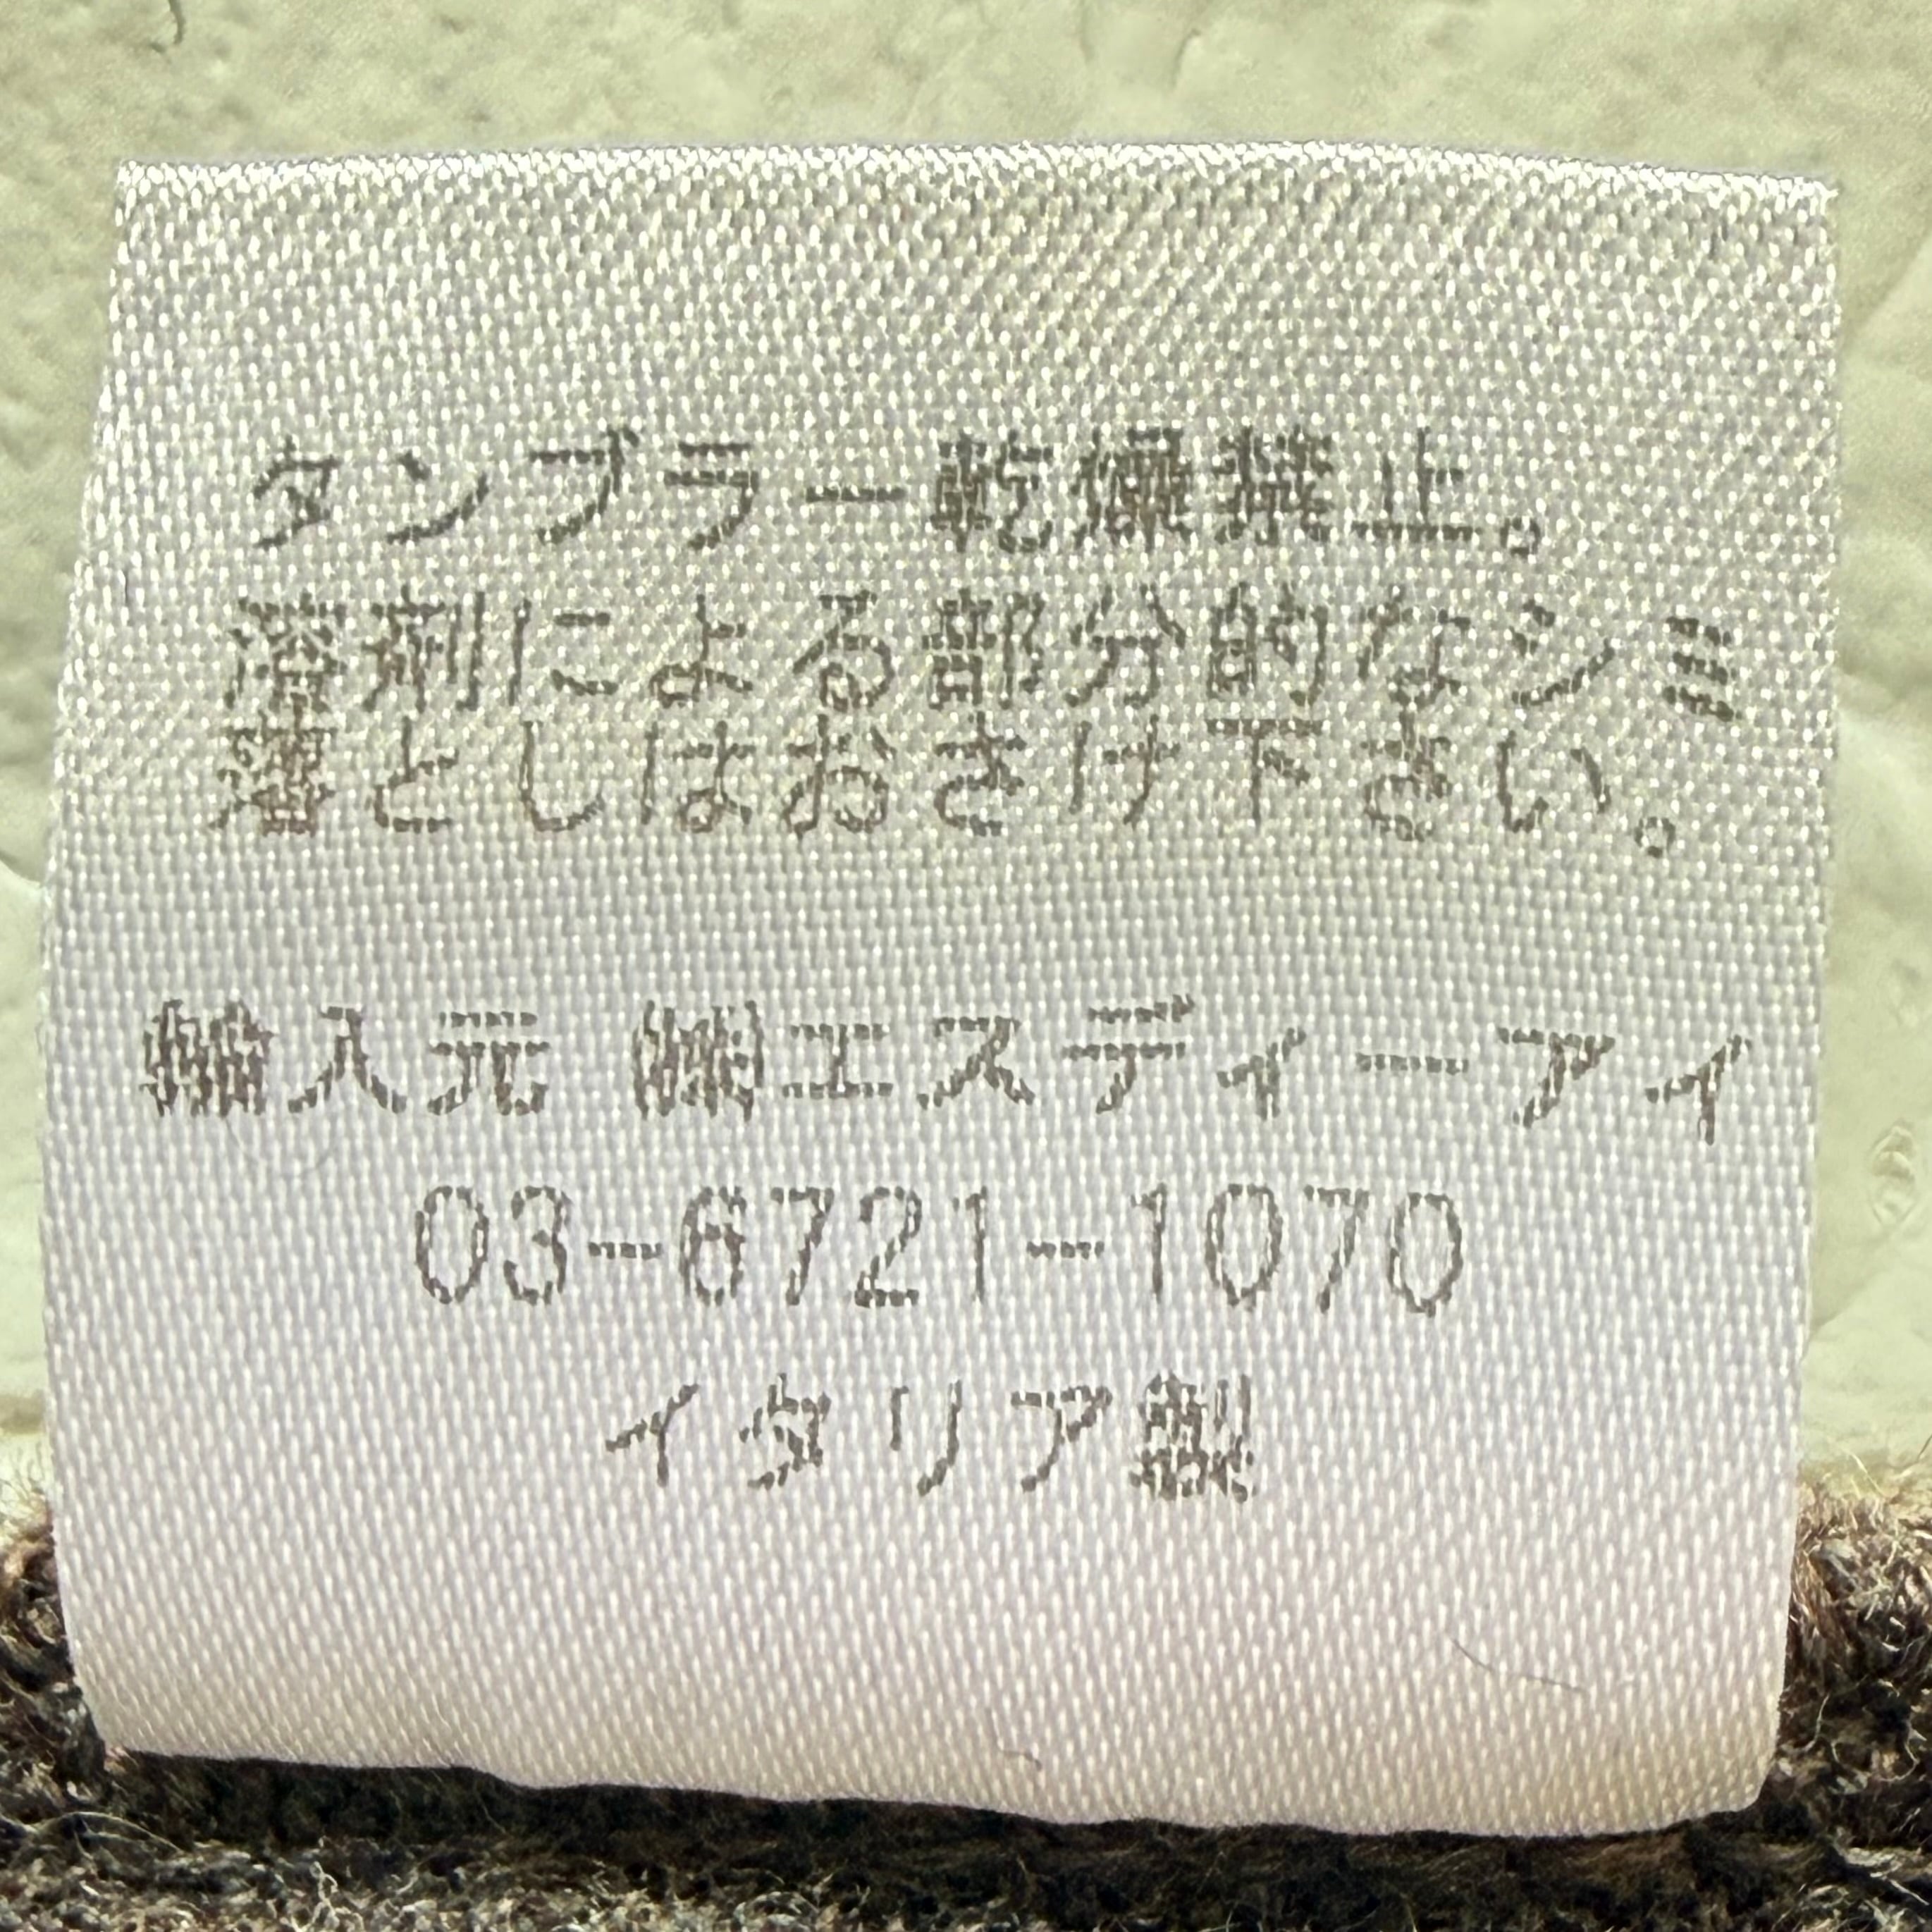 タンブラー乾燥禁止。
溶剤による部分的なシミ
落としはおさけ下さい。
輸入元 ㈱エスディーアイ
03-6721-1070
イタリア製